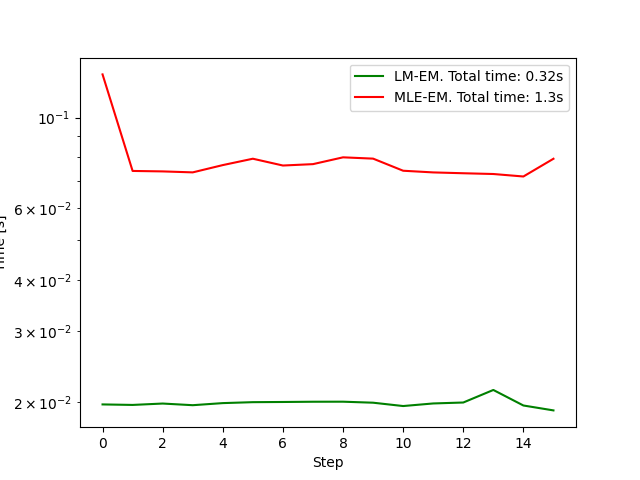 LM-EM. Total time: 0.32s
MLE-EM. Total time: 1.3s
10⁻¹
6 × 10⁻²
4 × 10⁻²
3 × 10⁻²
2 × 10⁻²
0 2 4 6 8 10 12 14
Step